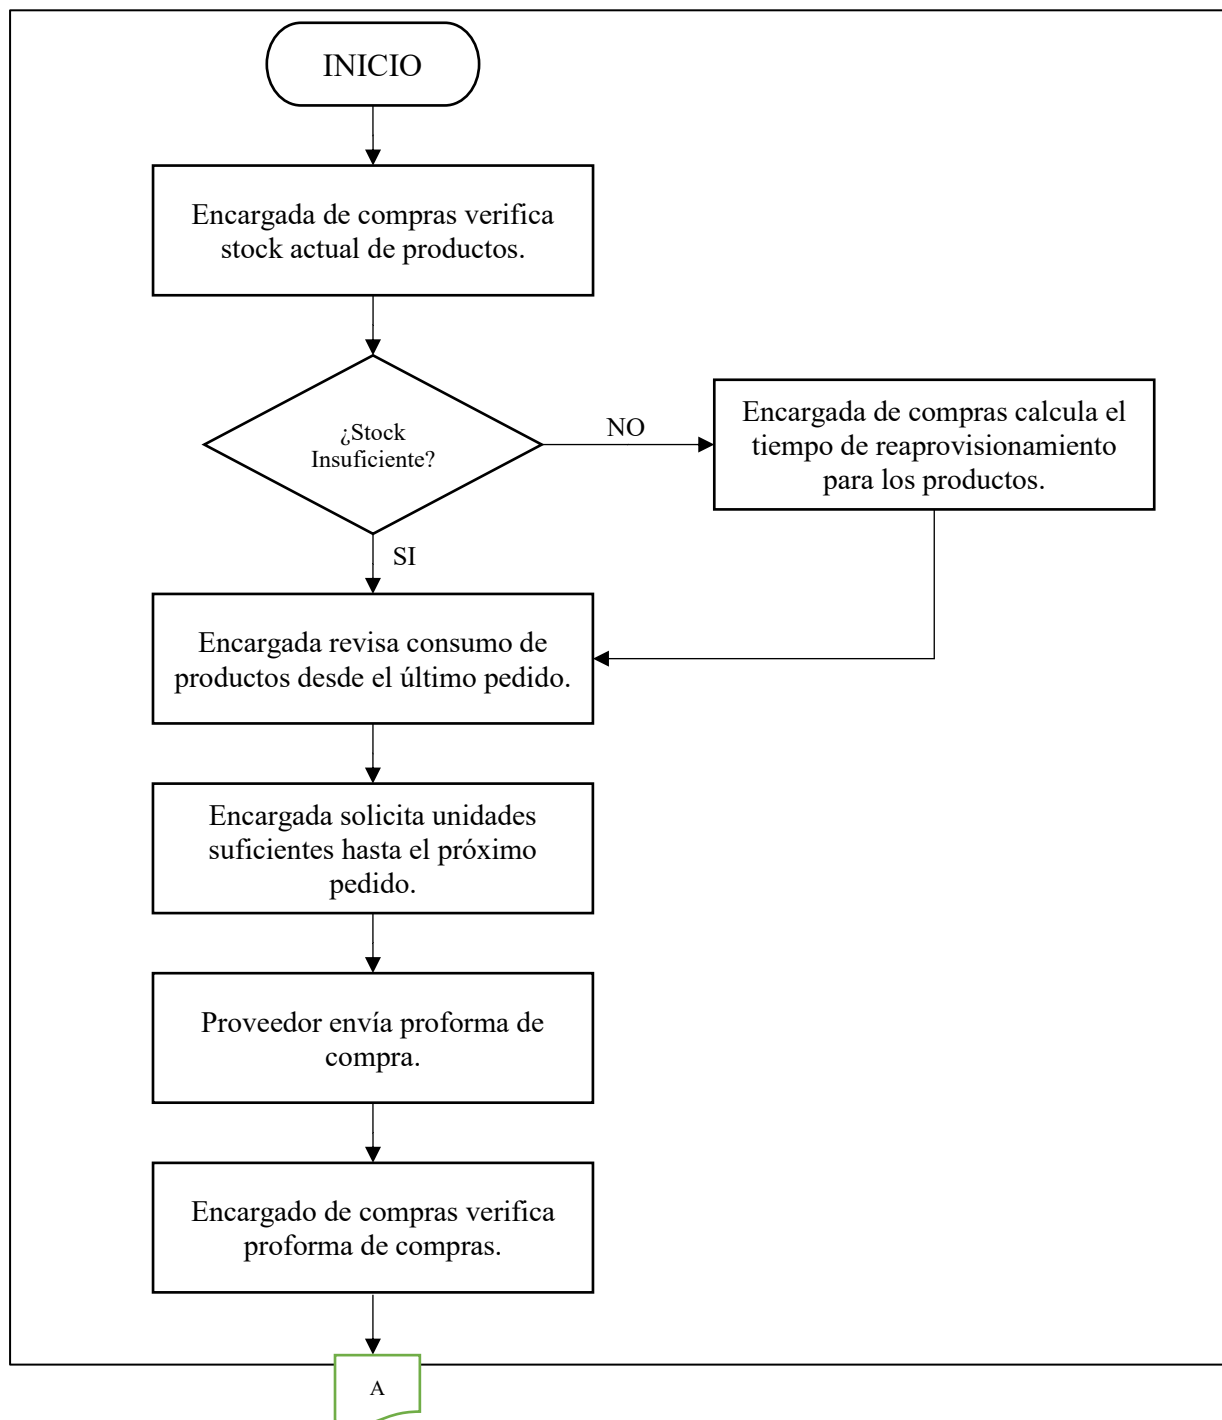 INICIO
Encargada de compras verifica
stock actual de productos.
¿Stock
Insuficiente?
NO
Encargada de compras calcula el
tiempo de reaprovisionamiento
para los productos.
SI
Encargada revisa consumo de
productos desde el último pedido.
Encargada solicita unidades
suficientes hasta el próximo
pedido.
Proveedor envía proforma de
compra.
Encargado de compras verifica
proforma de compras.
A